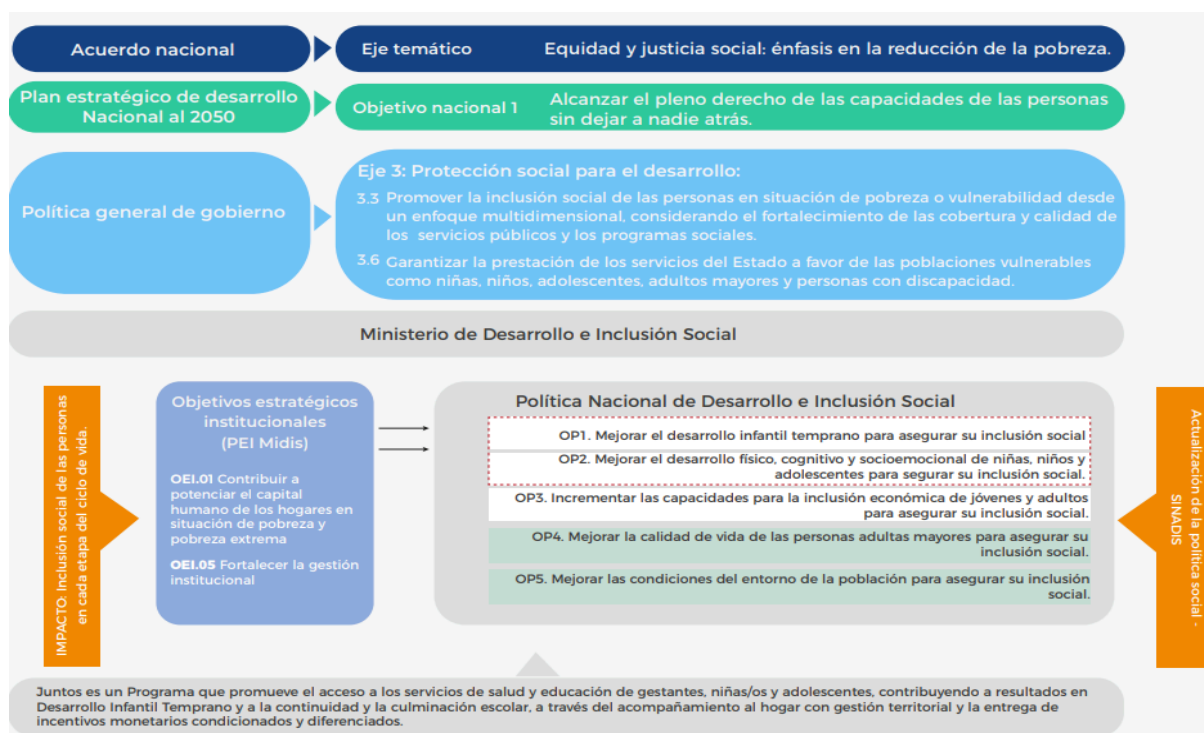 Acuerdo nacional
Eje temático
Equidad y justicia social: énfasis en la reducción de la pobreza.
Plan estratégico de desarrollo
Nacional al 2050
Objetivo nacional 1
Alcanzar el pleno derecho de las capacidades de las personas
sin dejar a nadie atrás.
Política general de gobierno
Eje 3: Protección social para el desarrollo:
3.3 Promover la inclusión social de las personas en situación de pobreza o vulnerabilidad desde
un enfoque multidimensional, considerando el fortalecimiento de las cobertura y calidad de
los servicios públicos y los programas sociales.
3.6 Garantizar la prestación de los servicios del Estado a favor de las poblaciones vulnerables
como niñas, niños, adolescentes, adultos mayores y personas con discapacidad.
Ministerio de Desarrollo e Inclusión Social
IMPACTO: Inclusión social de las personas
en cada etapa del ciclo de vida.
Objetivos estratégicos
institucionales
(PEI Midis)
OEI.01 Contribuir a
potenciar el capital
humano de los hogares en
situación de pobreza y
pobreza extrema
OEI.05 Fortalecer la gestión
institucional
Política Nacional de Desarrollo e Inclusión Social
OP1. Mejorar el desarrollo infantil temprano para asegurar su inclusión social
OP2. Mejorar el desarrollo físico, cognitivo y socioemocional de niñas, niños y
adolescentes para segurar su inclusión social.
OP3. Incrementar las capacidades para la inclusión económica de jóvenes y adultos
para asegurar su inclusión social.
OP4. Mejorar la calidad de vida de las personas adultas mayores para asegurar su
inclusión social.
OP5. Mejorar las condiciones del entorno de la población para asegurar su inclusión
social.
Actualización de la política social -
SINADIS
Juntos es un Programa que promueve el acceso a los servicios de salud y educación de gestantes, niñas/os y adolescentes, contribuyendo a resultados en
Desarrollo Infantil Temprano y a la continuidad y la culminación escolar, a través del acompañamiento al hogar con gestión territorial y la entrega de
incentivos monetarios condicionados y diferenciados.